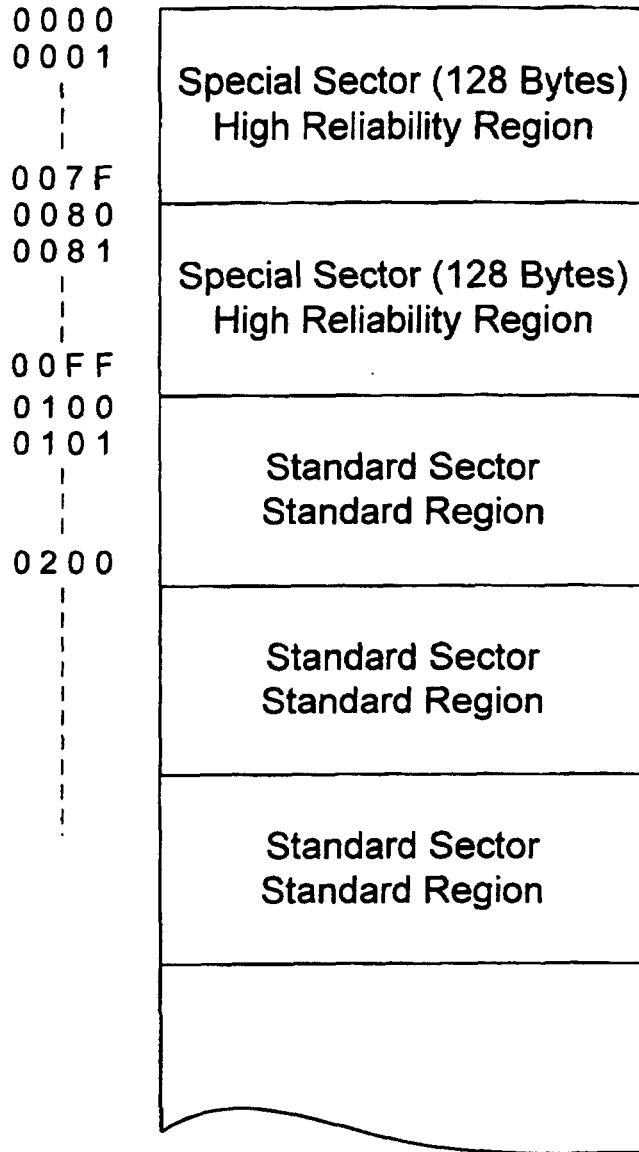 0000
0001
007F
0080
0081
00FF
0100
0101
0200
Special Sector (128 Bytes)
High Reliability Region
Special Sector (128 Bytes)
High Reliability Region
Standard Sector
Standard Region
Standard Sector
Standard Region
Standard Sector
Standard Region